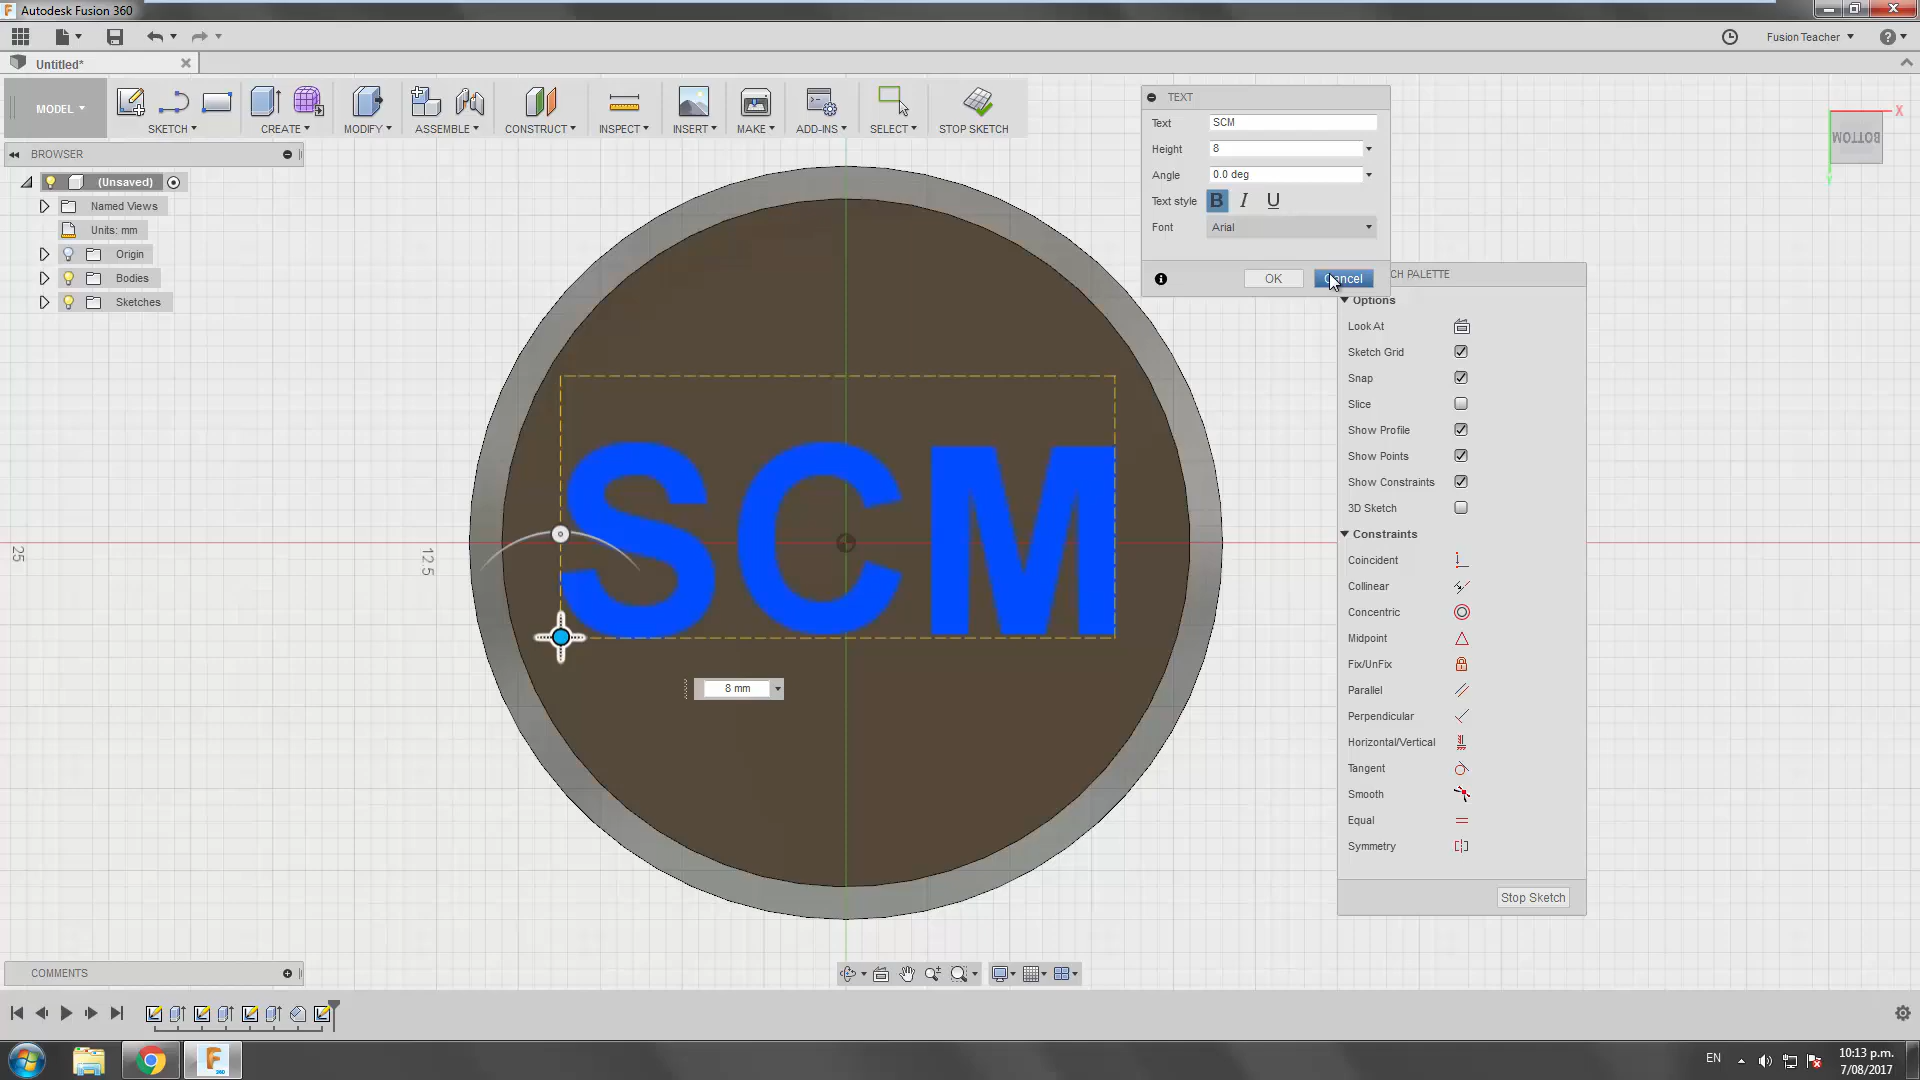 Autodesk Fusion 360
Fusion Teacher
Untitled*
MODEL
SKETCH
CREATE
MODIFY
ASSEMBLE
CONSTRUCT
INSPECT
INSERT
MAKE
ADD-INS
SELECT
STOP SKETCH
BROWSER
(Unsaved)
Named Views
Units: mm
Origin
Bodies
Sketches
TEXT
Text SCM
Height 8
Angle 0.0 deg
Text style B I U
Font Arial
OK
X
BOTTOM
CH PALETTE
Options
Look At
Sketch Grid
Snap
Slice
Show Profile
Show Points
Show Constraints
3D Sketch
Constraints
Coincident
Collinear
Concentric
Midpoint
Fix/UnFix
Parallel
Perpendicular
Horizontal/Vertical
Tangent
Smooth
Equal
Symmetry
Stop Sketch
SCM
25
12.5
8 mm
COMMENTS
EN
10:13 p.m.
7/08/2017